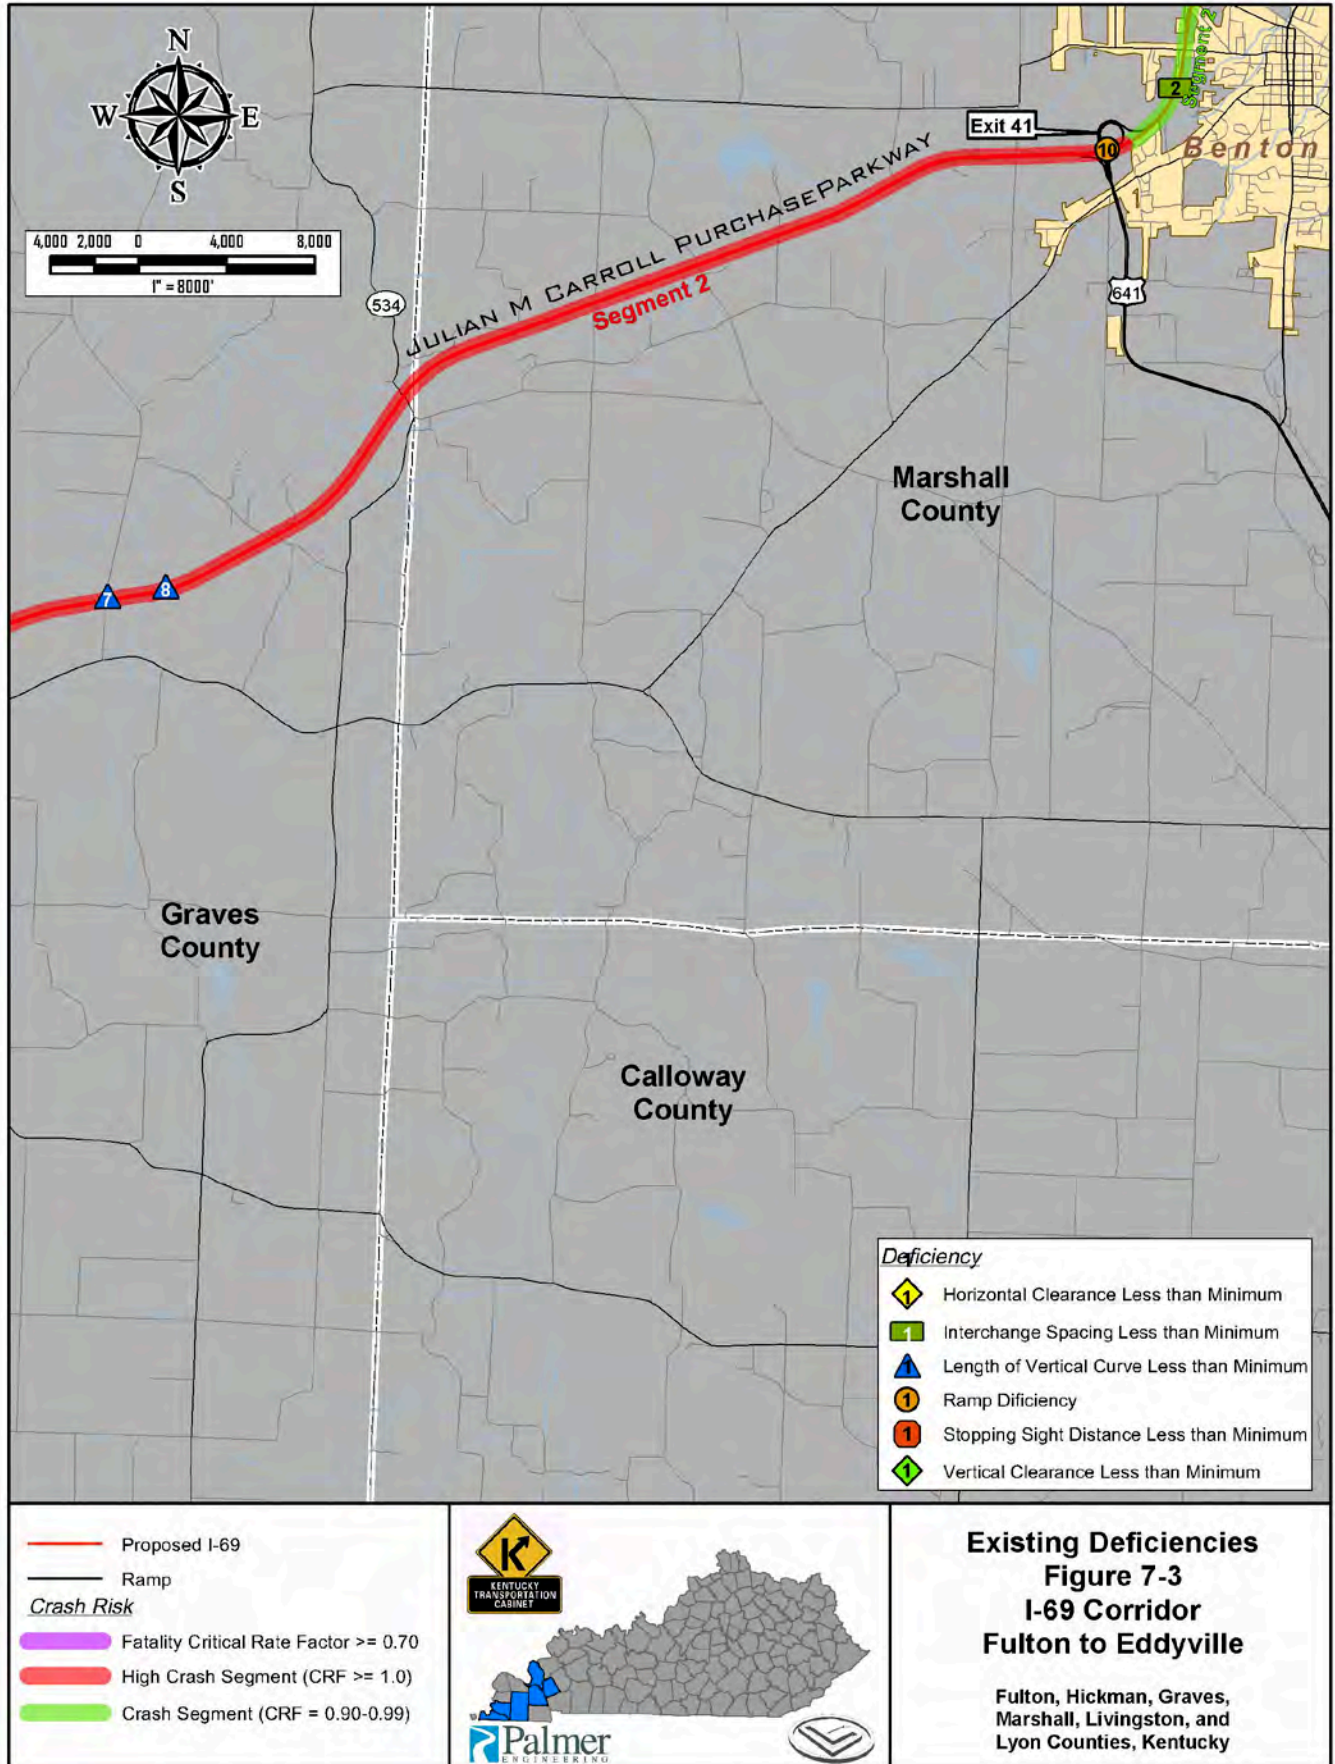 N
W
E
S
4,000 2,000 0 4,000 8,000
1" = 8000'
534
JULIAN M CARROLL PURCHASE PARKWAY
Segment 2
Exit 41
10
2
Segment 2
Benton
1
641
7
8
Marshall
County
Graves
County
Calloway
County
Deficiency
1 Horizontal Clearance Less than Minimum
1 Interchange Spacing Less than Minimum
1 Length of Vertical Curve Less than Minimum
1 Ramp Dificiency
1 Stopping Sight Distance Less than Minimum
1 Vertical Clearance Less than Minimum
Proposed I-69
Ramp
Crash Risk
Fatality Critical Rate Factor >= 0.70
High Crash Segment (CRF >= 1.0)
Crash Segment (CRF = 0.90-0.99)
K
KENTUCKY
TRANSPORTATION
CABINET
Palmer
ENGINEERING
Existing Deficiencies
Figure 7-3
I-69 Corridor
Fulton to Eddyville
Fulton, Hickman, Graves,
Marshall, Livingston, and
Lyon Counties, Kentucky